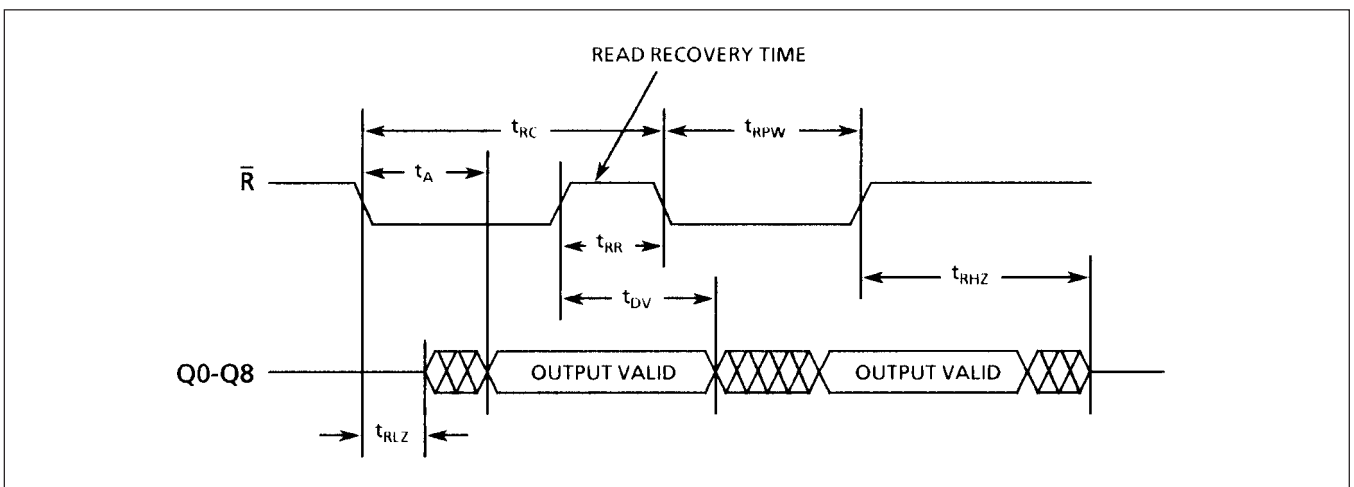 READ RECOVERY TIME
tRC
tRPW
R̅
tA
tRR
tRHZ
tDV
Q0-Q8
OUTPUT VALID
OUTPUT VALID
tRLZ